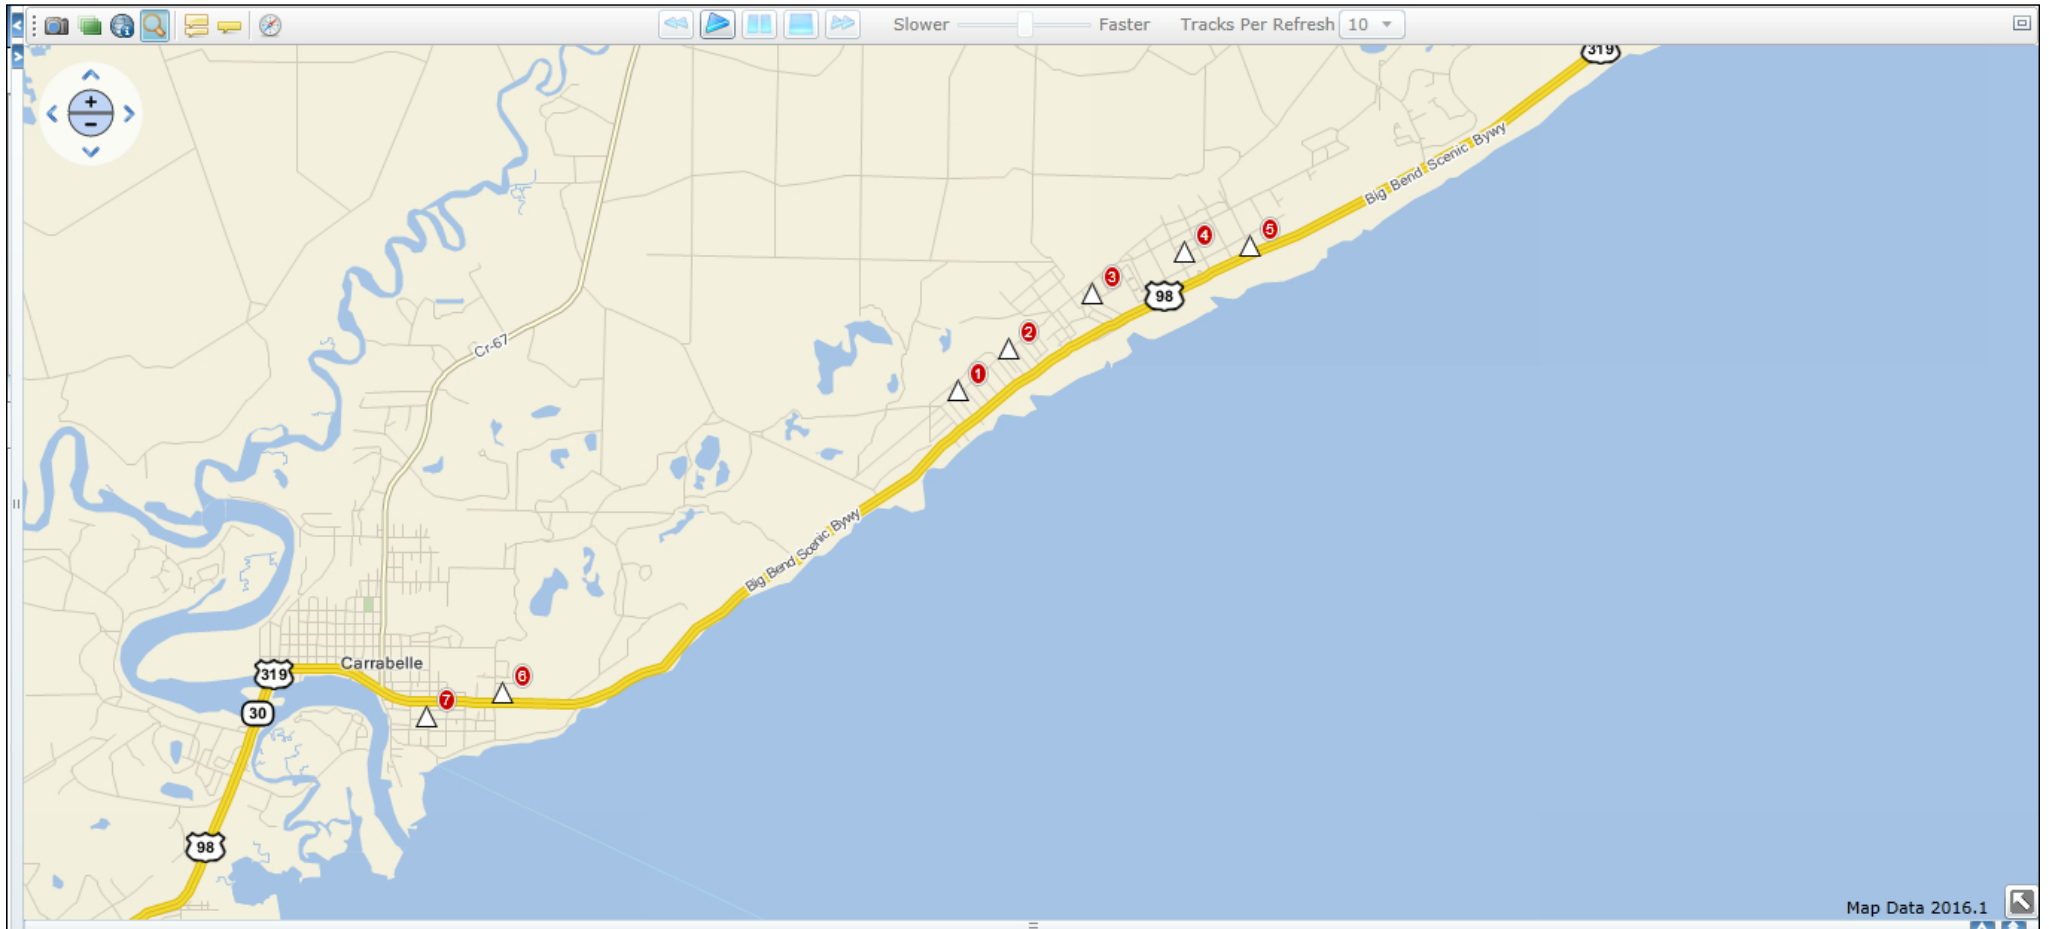 Slower
Faster
Tracks Per Refresh 10
319
Big Bend Scenic Bywy
5
4
3
98
2
Cr-67
1
Big Bend Scenic Bywy
Carrabelle
319
6
7
30
98
Map Data 2016.1